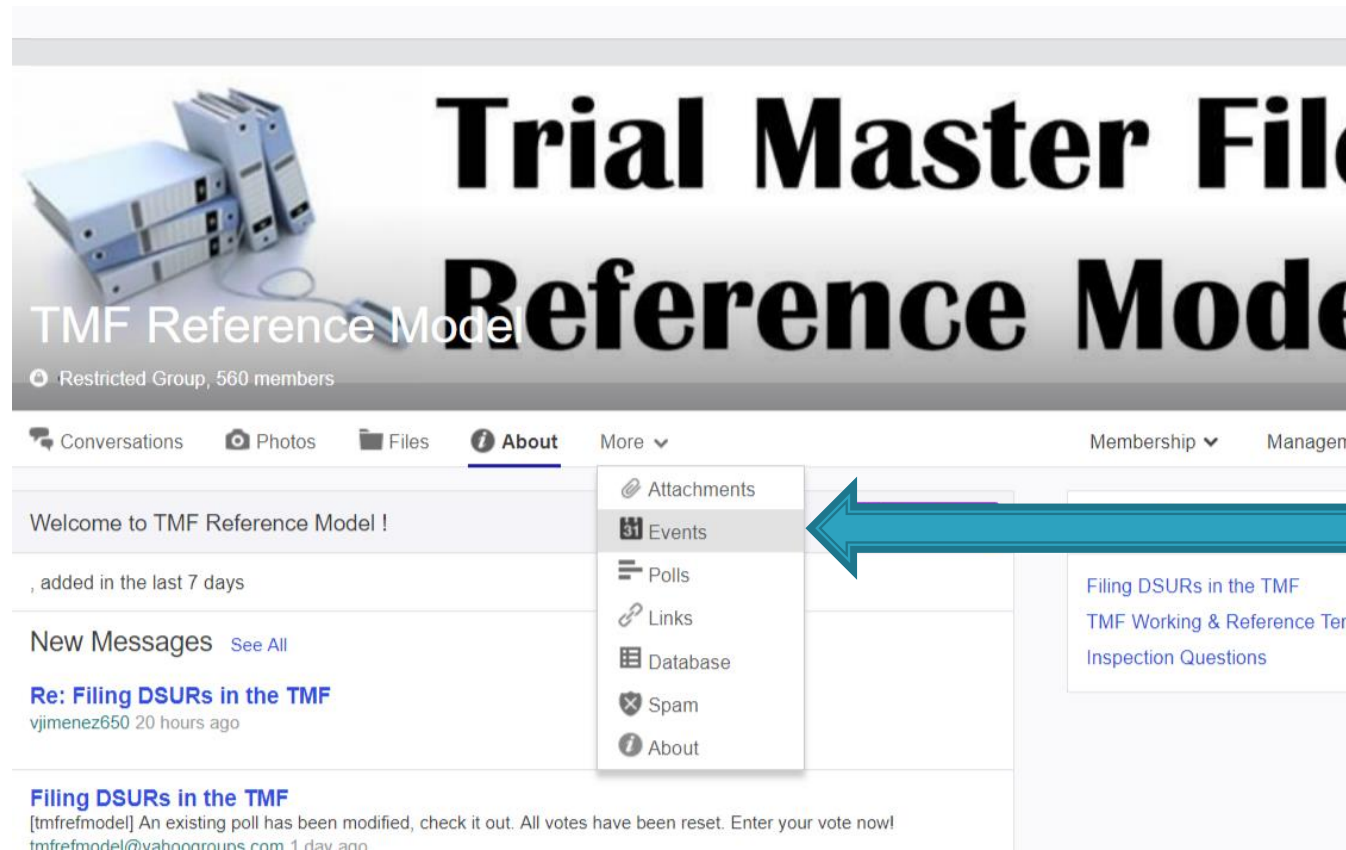 Trial Master File
Reference Mode
TMF Reference Model
Restricted Group, 560 members
Conversations Photos Files About More Membership Managem
Attachments
31 Events
Polls
Links
Database
Spam
About
Welcome to TMF Reference Model !
, added in the last 7 days
New Messages See All
Re: Filing DSURs in the TMF
vjimenez650 20 hours ago
Filing DSURs in the TMF
[tmfrefmodel] An existing poll has been modified, check it out. All votes have been reset. Enter your vote now!
tmfrefmodel@yahoogroups.com 1 day ago
Filing DSURs in the TMF
TMF Working & Reference Ter
Inspection Questions